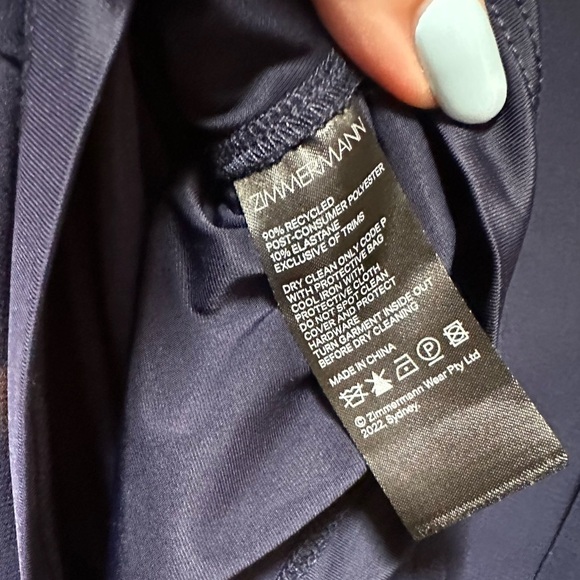 ZIMMERMANN
90% RECYCLED
POST-CONSUMER POLYESTER
10% ELASTANE
EXCLUSIVE OF TRIMS
DRY CLEAN ONLY CODE P
WITH PROTECTIVE BAG
COOL IRON WITH
PROTECTIVE CLOTH
DO NOT SPOT CLEAN
COVER AND PROTECT
HARDWARE
TURN GARMENT INSIDE OUT
BEFORE DRY CLEANING
MADE IN CHINA
P
© Zimmermann Wear Pty Ltd
2022, Sydney.